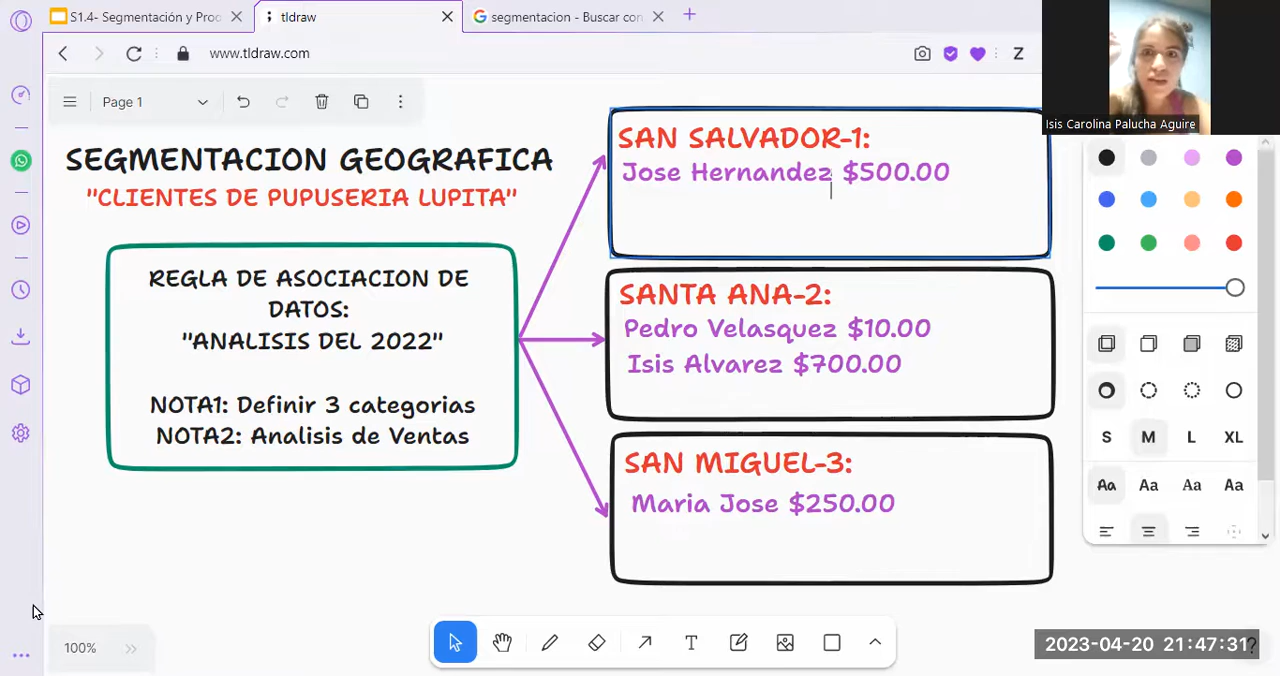 S1.4- Segmentación y Proc
tldraw
segmentacion - Buscar con
www.tldraw.com
Z
Isis Carolina Palucha Aguire
Page 1
SEGMENTACION GEOGRAFICA
"CLIENTES DE PUPUSERIA LUPITA"
REGLA DE ASOCIACION DE
DATOS:
"ANALISIS DEL 2022"
NOTA1: Definir 3 categorias
NOTA2: Analisis de Ventas
SAN SALVADOR-1:
Jose Hernandez $500.00
SANTA ANA-2:
Pedro Velasquez $10.00
Isis Alvarez $700.00
SAN MIGUEL-3:
Maria Jose $250.00
S M L XL
Aa Aa Aa Aa
100%
T
2023-04-20 21:47:31
?